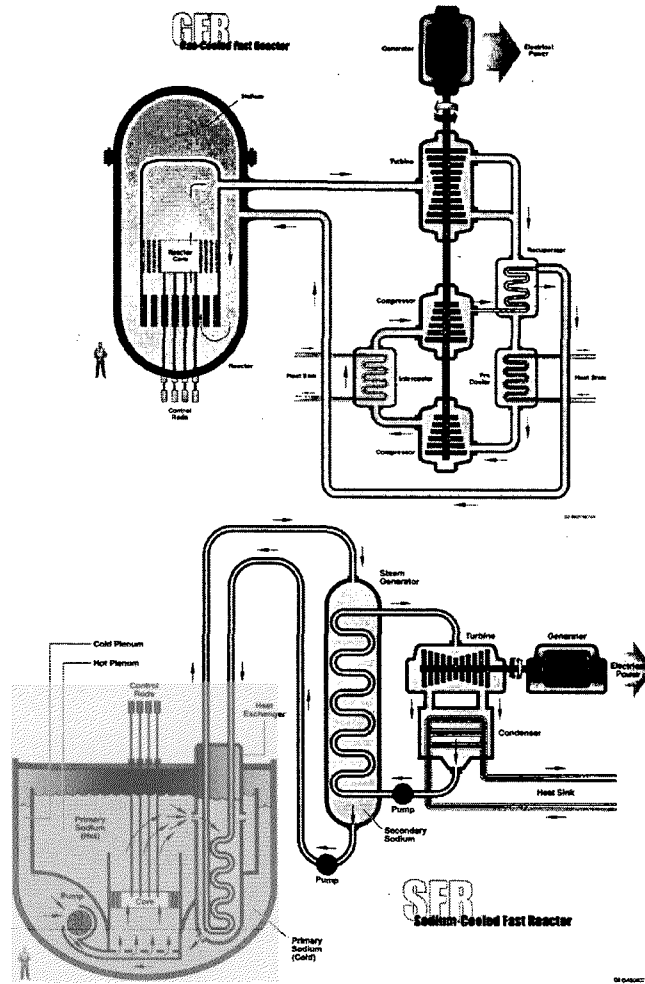 GFR
Gas-Cooled Fast Reactor
Generator
Electrical
Power
Helium
Turbine
Reactor
Core
Recuperator
Compressor
Heat Sink
Intercooler
Pre
Cooler
Heat Sink
Reactor
Control
Rods
Compressor
Steam
Generator
Turbine
Generator
Electrical
Power
Cold Plenum
Hot Plenum
Control
Rods
Heat
Exchanger
Condenser
Heat Sink
Primary
Sodium
(Hot)
Pump
Secondary
Sodium
Pump
Core
Pump
Primary
Sodium
(Cold)
SFR
Sodium-Cooled Fast Reactor